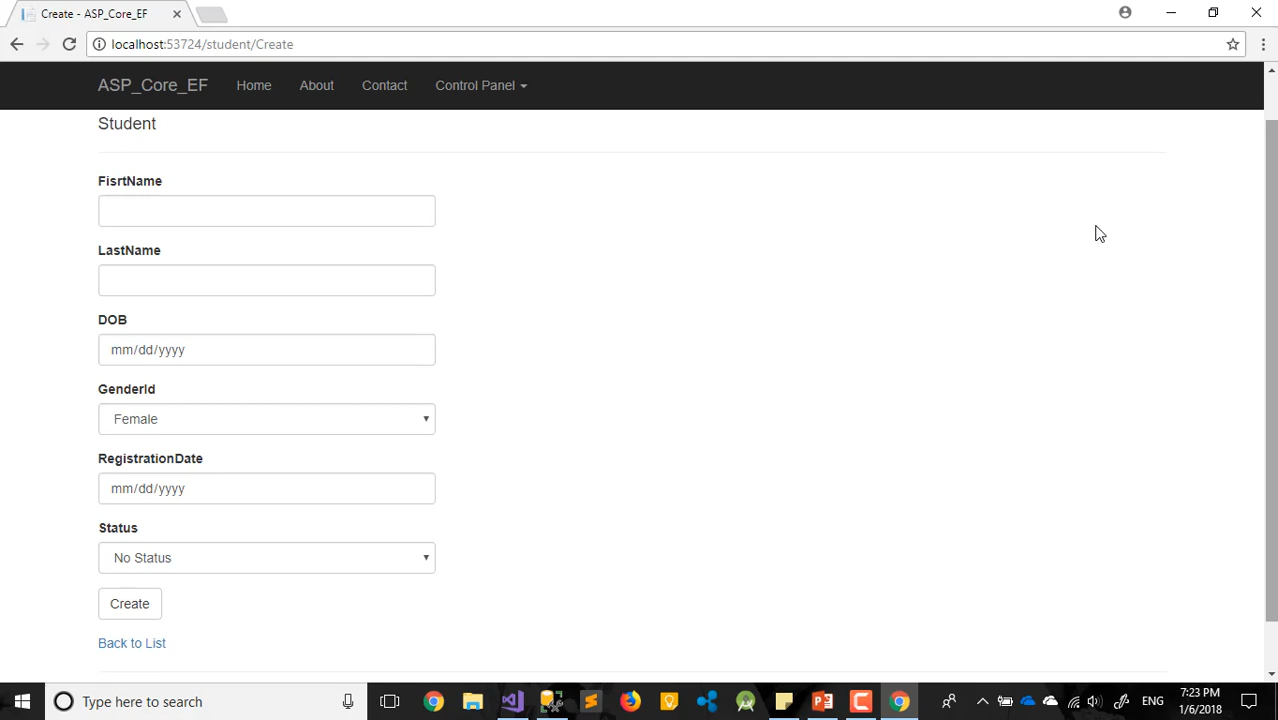 Create - ASP_Core_EF
localhost:53724/student/Create
ASP_Core_EF Home About Contact Control Panel
Student
FisrtName
LastName
DOB
mm/dd/yyyy
GenderId
Female
RegistrationDate
mm/dd/yyyy
Status
No Status
Create
Back to List
Type here to search
ENG
7:23 PM
1/6/2018